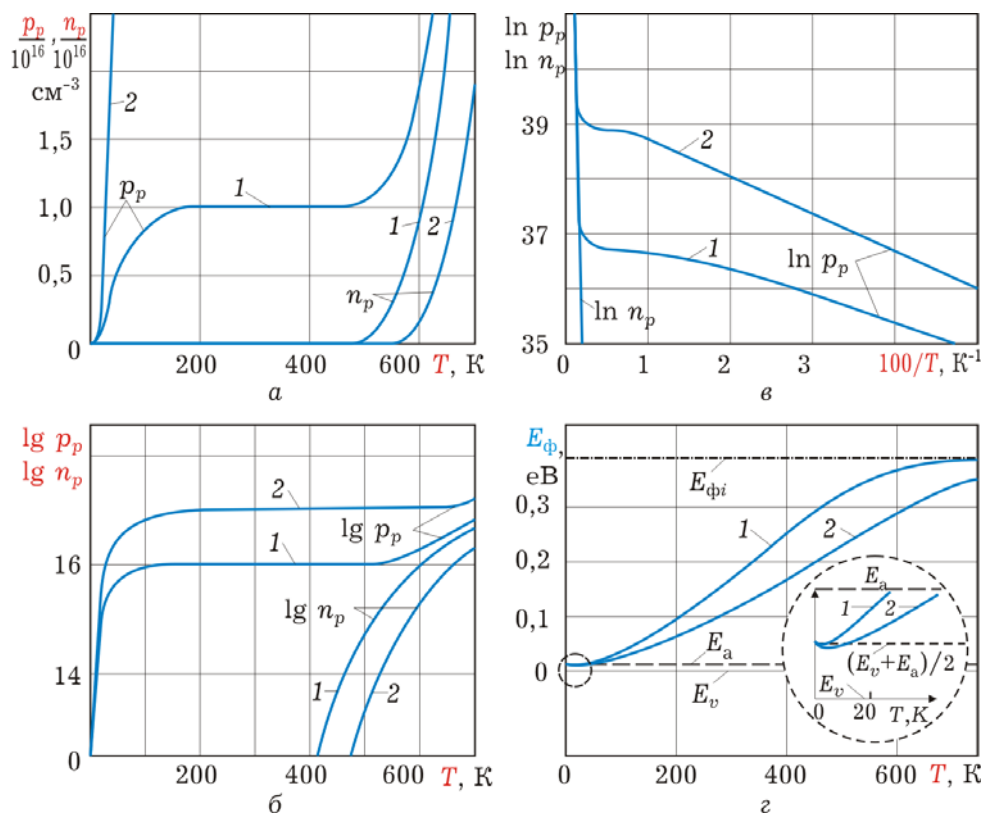 p_p/10^16, n_p/10^16
см^-3
2
1,5
1,0
0,5
0
p_p
1
1
2
n_p
200
400
600
T, К
а
ln p_p
ln n_p
39
37
35
2
1
ln p_p
ln n_p
0
1
2
3
100/T, К^-1
в
lg p_p
lg n_p
16
14
0
2
lg p_p
1
lg n_p
1
2
200
400
600
T, К
б
E_ф,
эВ
0,3
0,2
0,1
0
E_фi
1
2
E_a
E_v
E_a
1
2
(E_v+E_a)/2
E_v
0
20
T,К
0
200
400
600
T, К
г